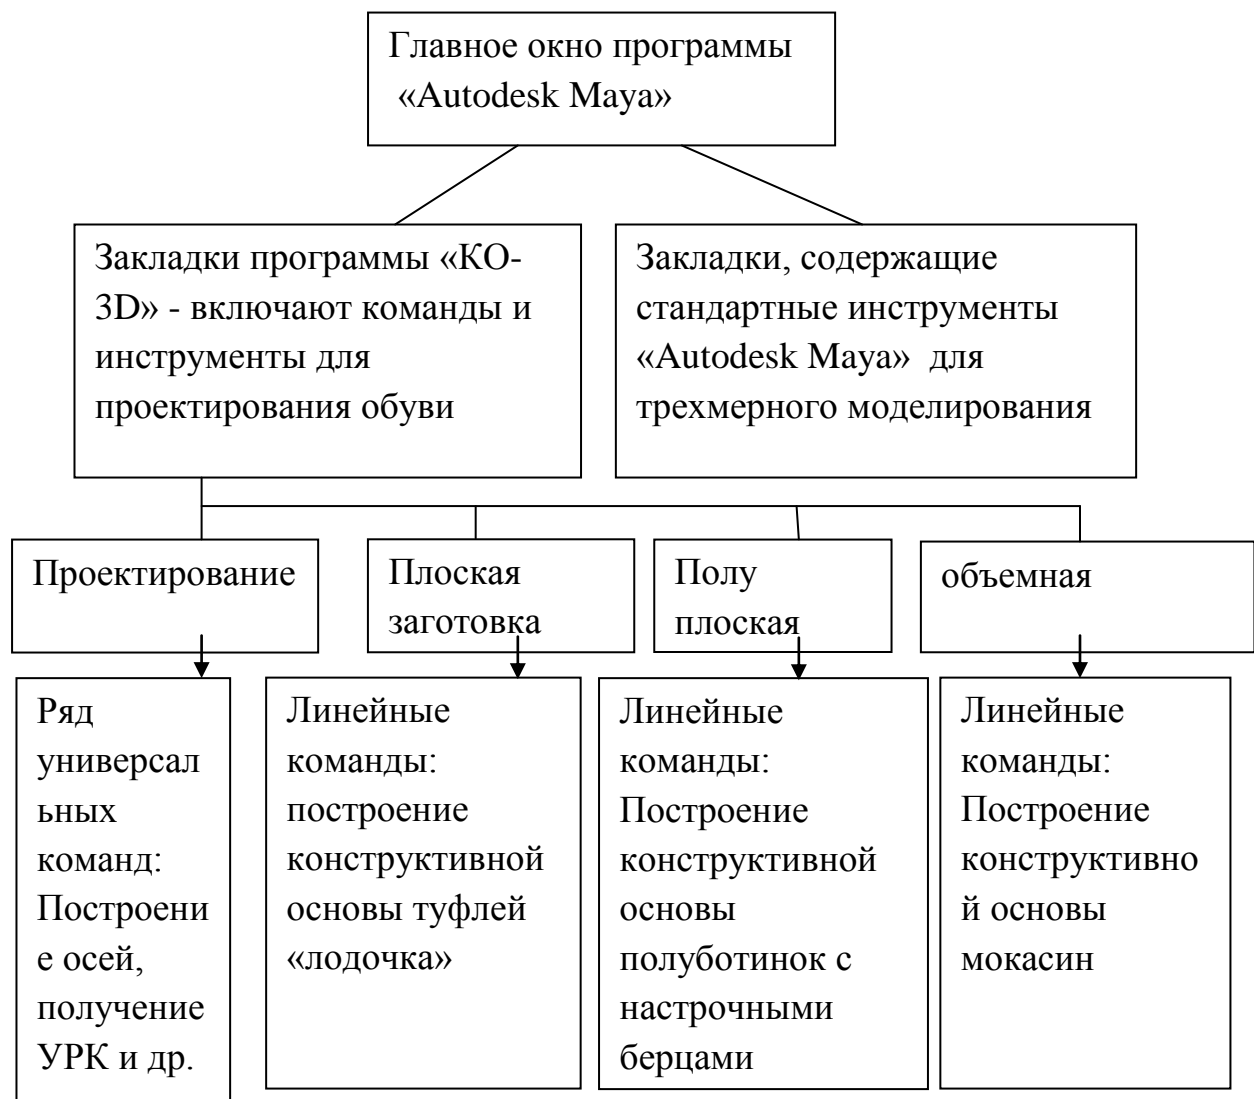 Главное окно программы
«Autodesk Maya»
Закладки программы «КО-
3D» - включают команды и
инструменты для
проектирования обуви
Закладки, содержащие
стандартные инструменты
«Autodesk Maya» для
трехмерного моделирования
Проектирование
Плоская
заготовка
Полу
плоская
объемная
Ряд
универсал
ьных
команд:
Построени
е осей,
получение
УРК и др.
Линейные
команды:
построение
конструктивной
основы туфлей
«лодочка»
Линейные
команды:
Построение
конструктивной
основы
полуботинок с
настрочными
берцами
Линейные
команды:
Построение
конструктивно
й основы
мокасин